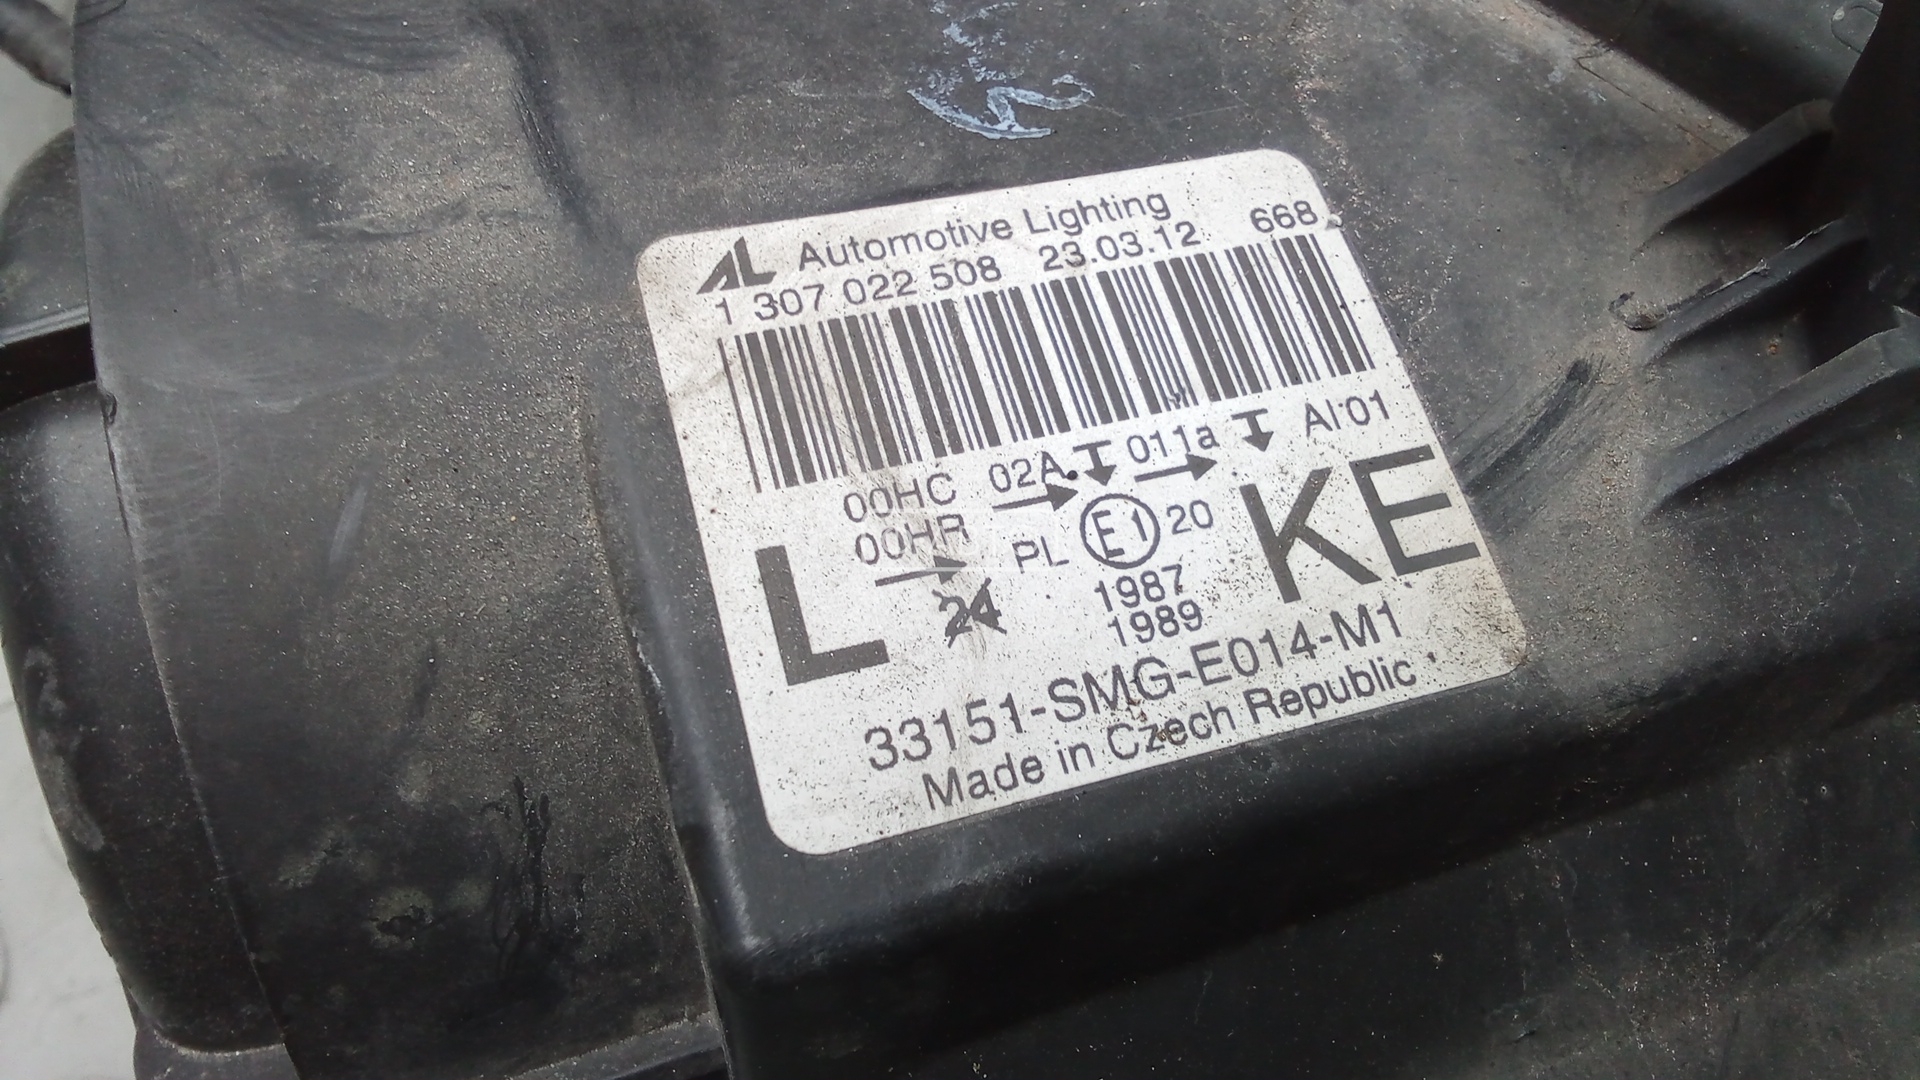 AL Automotive Lighting
1 307 022 508 23.03.12 668
00HC 02A 011a AI:01
00HR PL E1 20
L 24 1987 KE
1989
33151-SMG-E014-M1
Made in Czech Republic